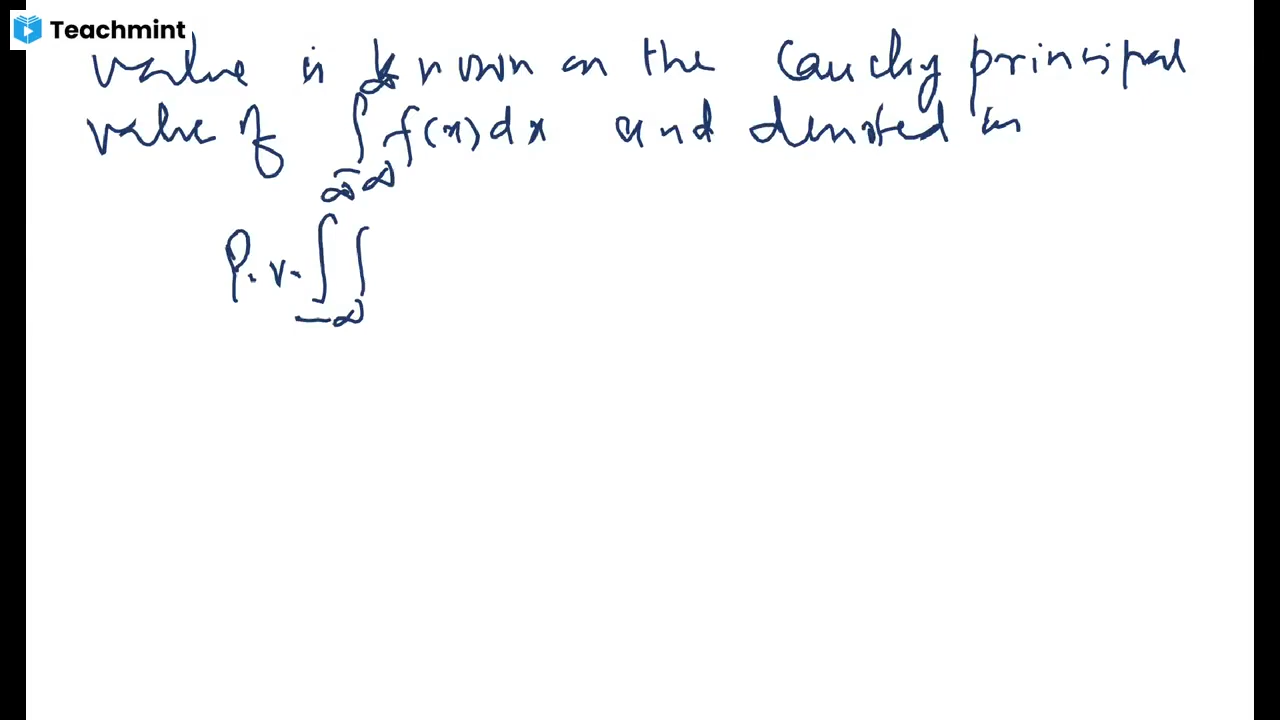 Teachmint
value is known as the Cauchy principal
value of ∫_{-∞}^{∞} f(x) dx and denoted as
P.v. ∫_{-∞}^{∞} ∫